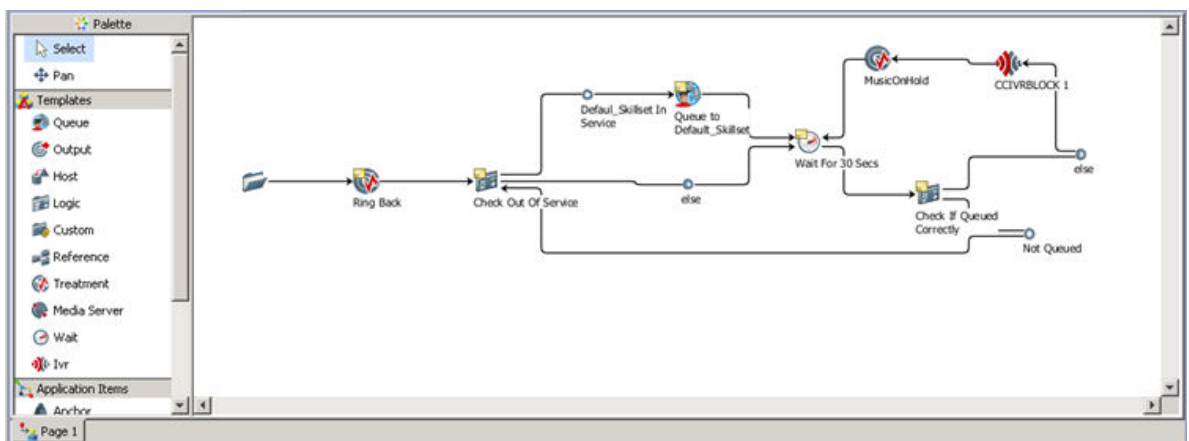 Palette
Select
Pan
Templates
Queue
Output
Host
Logic
Custom
Reference
Treatment
Media Server
Wait
Ivr
Application Items
Anchor
Page 1
Ring Back
Check Out Of Service
Defaul_Skillset In
Service
Queue to
Default_Skillset
else
Wait For 30 Secs
MusicOnHold
CCIVRBLOCK 1
else
Check If Queued
Correctly
Not Queued